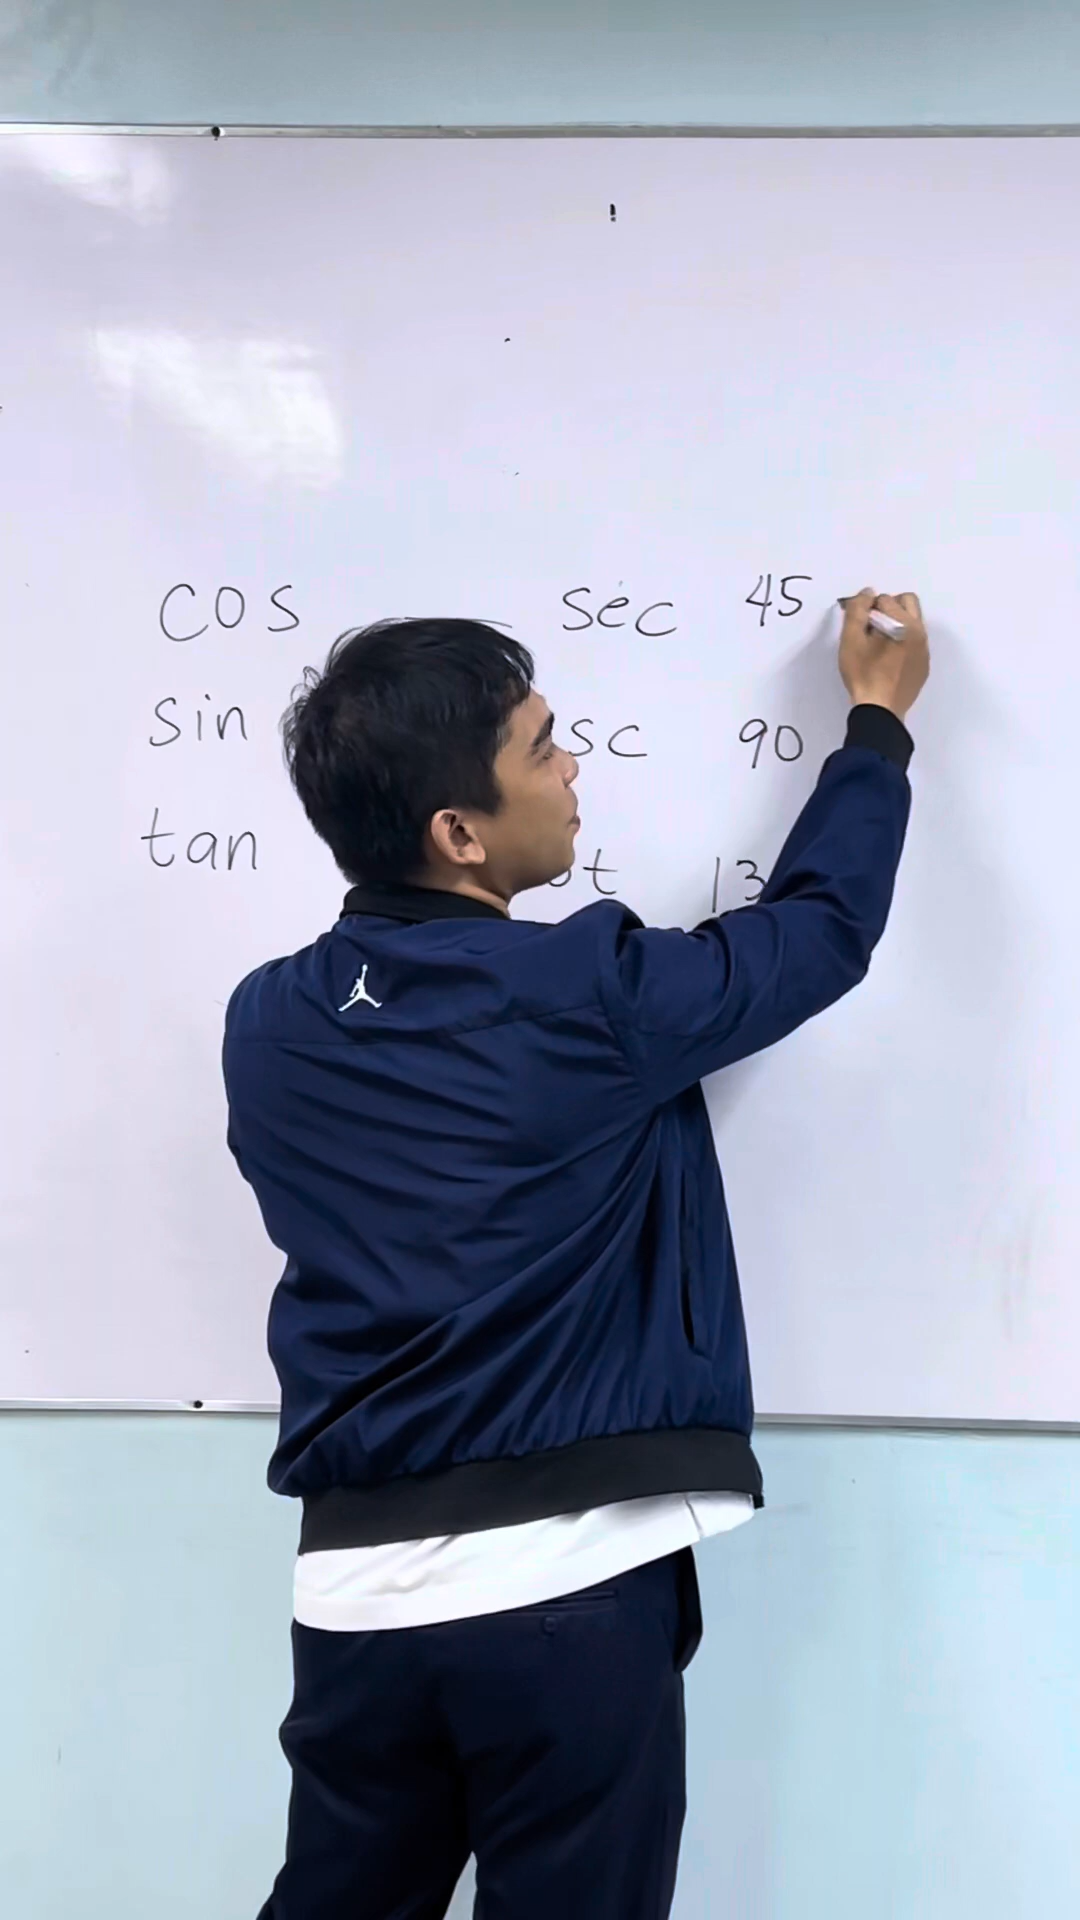 cos — sec 45
sin sc 90
tan ot 13